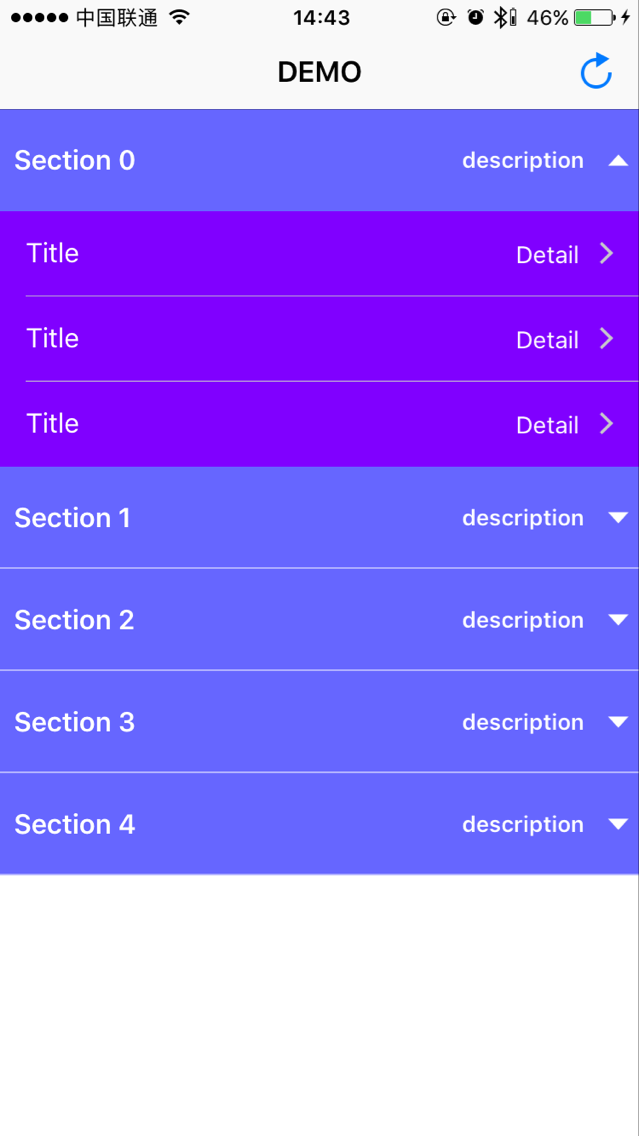 中国联通 14:43 46%
DEMO
Section 0 description
Title Detail
Title Detail
Title Detail
Section 1 description
Section 2 description
Section 3 description
Section 4 description